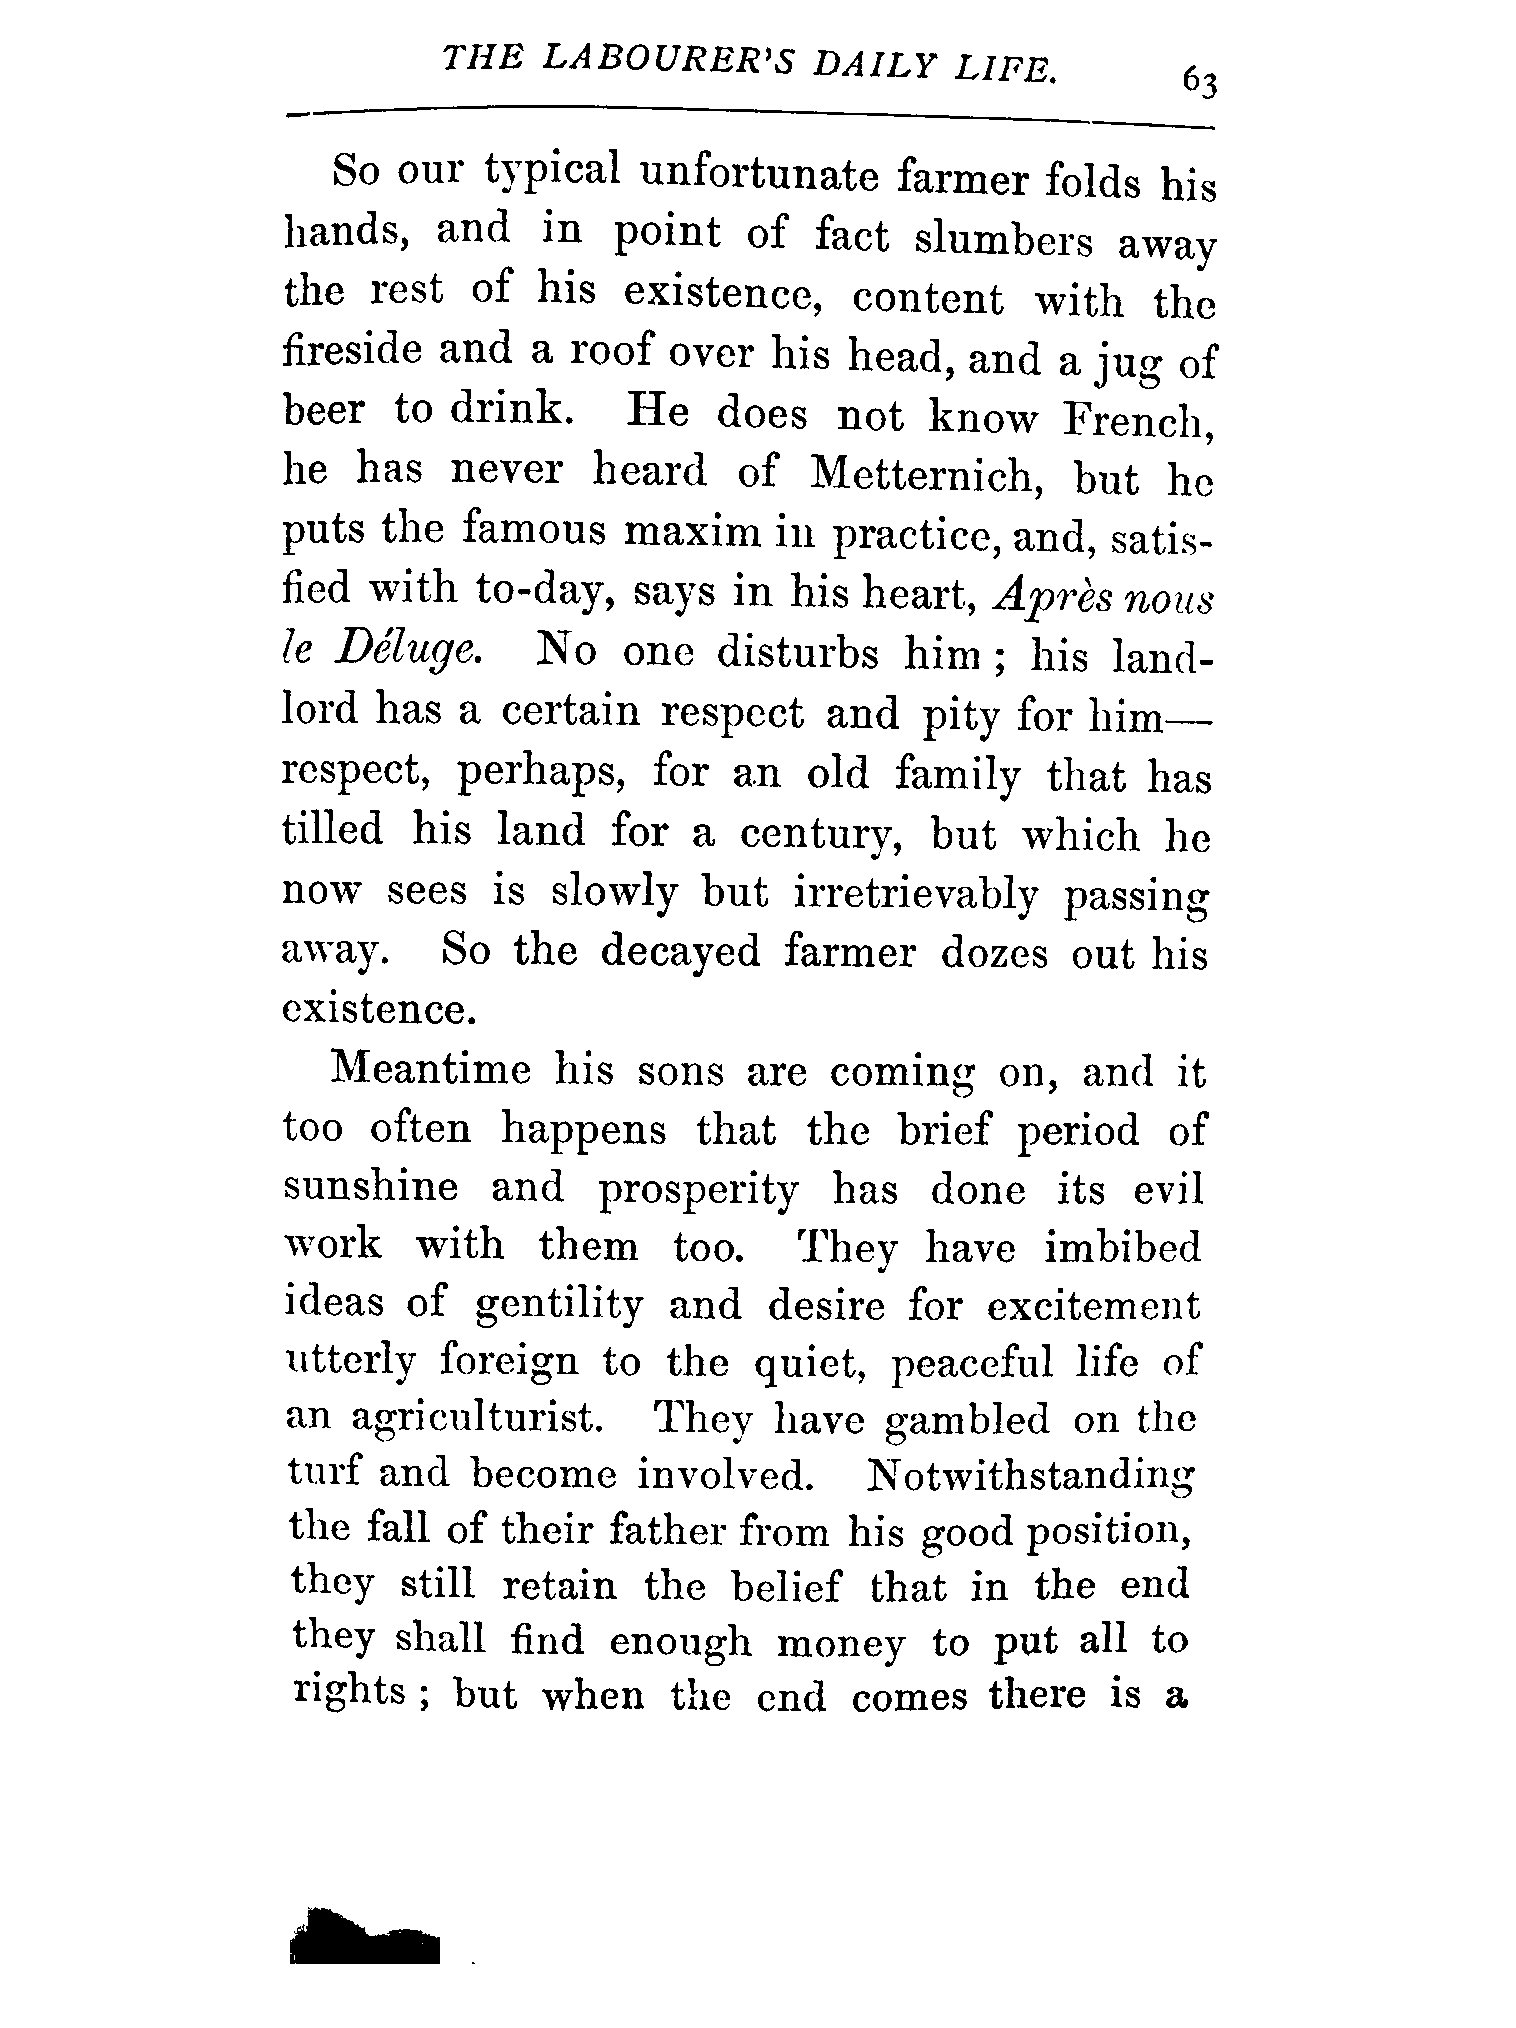 THE LABOURER'S DAILY LIFE. 63
So our typical unfortunate farmer folds his
hands, and in point of fact slumbers away
the rest of his existence, content with the
fireside and a roof over his head, and a jug of
beer to drink. He does not know French,
he has never heard of Metternich, but he
puts the famous maxim in practice, and, satis-
fied with to-day, says in his heart, Après nous
le Déluge. No one disturbs him ; his land-
lord has a certain respect and pity for him—
respect, perhaps, for an old family that has
tilled his land for a century, but which he
now sees is slowly but irretrievably passing
away. So the decayed farmer dozes out his
existence.
Meantime his sons are coming on, and it
too often happens that the brief period of
sunshine and prosperity has done its evil
work with them too. They have imbibed
ideas of gentility and desire for excitement
utterly foreign to the quiet, peaceful life of
an agriculturist. They have gambled on the
turf and become involved. Notwithstanding
the fall of their father from his good position,
they still retain the belief that in the end
they shall find enough money to put all to
rights ; but when the end comes there is a